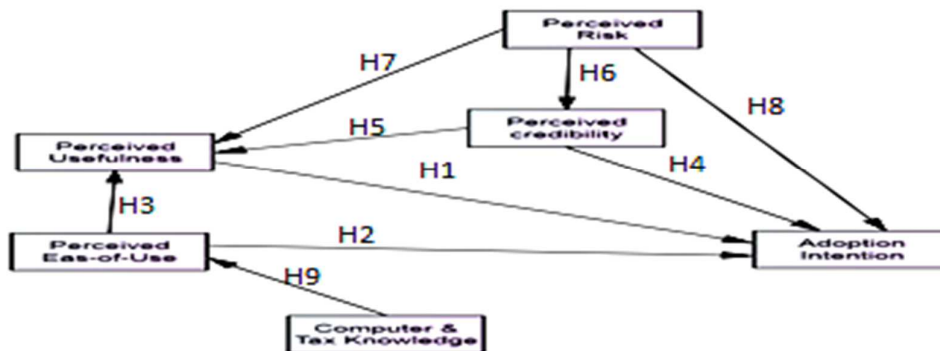 Perceived
Risk
H7
H6
H8
Perceived
credibility
H5
Perceived
Usefulness
H1
H4
H3
H2
Perceived
Eas-of-Use
Adoption
Intention
H9
Computer &
Tax Knowledge